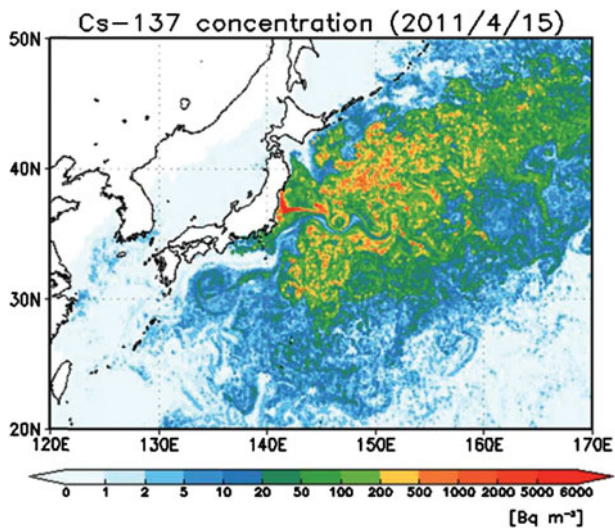 Cs-137 concentration (2011/4/15)
50N
40N
30N
20N
120E 130E 140E 150E 160E 170E
0 1 2 5 10 20 50 100 200 500 1000 2000 5000 6000
[Bq m⁻³]